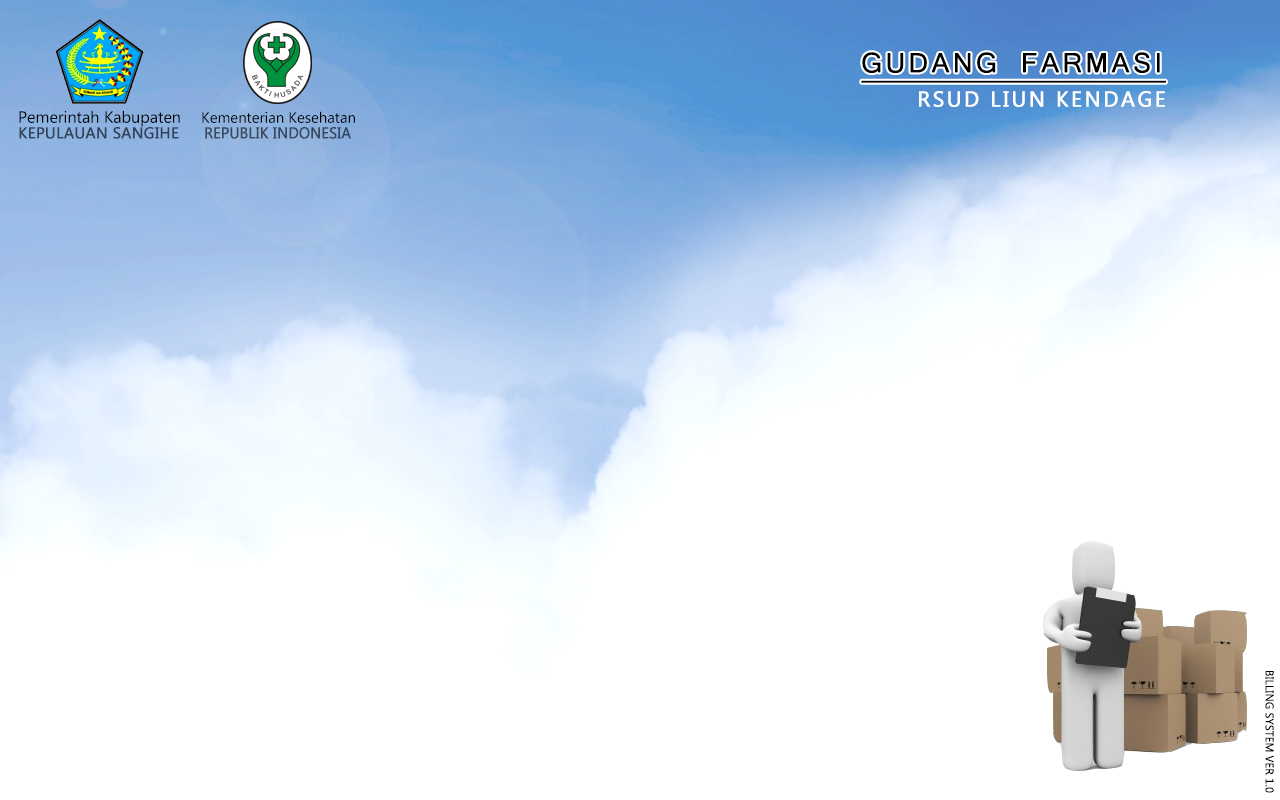 BAKTI HUSADA
Pemerintah Kabupaten
KEPULAUAN SANGIHE
Kementerian Kesehatan
REPUBLIK INDONESIA
GUDANG FARMASI
RSUD LIUN KENDAGE
BILLING SYSTEM VER 1.0